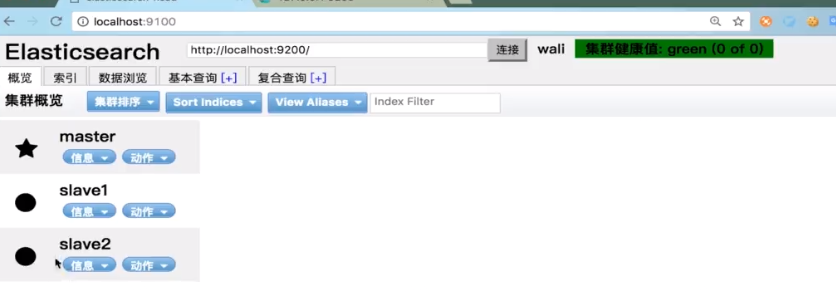 localhost:9100
Elasticsearch http://localhost:9200/ 连接 wali 集群健康值: green (0 of 0)
概览 索引 数据浏览 基本查询 [+] 复合查询 [+]
集群概览 集群排序 Sort Indices View Aliases Index Filter
master
信息 动作
slave1
信息 动作
slave2
信息 动作